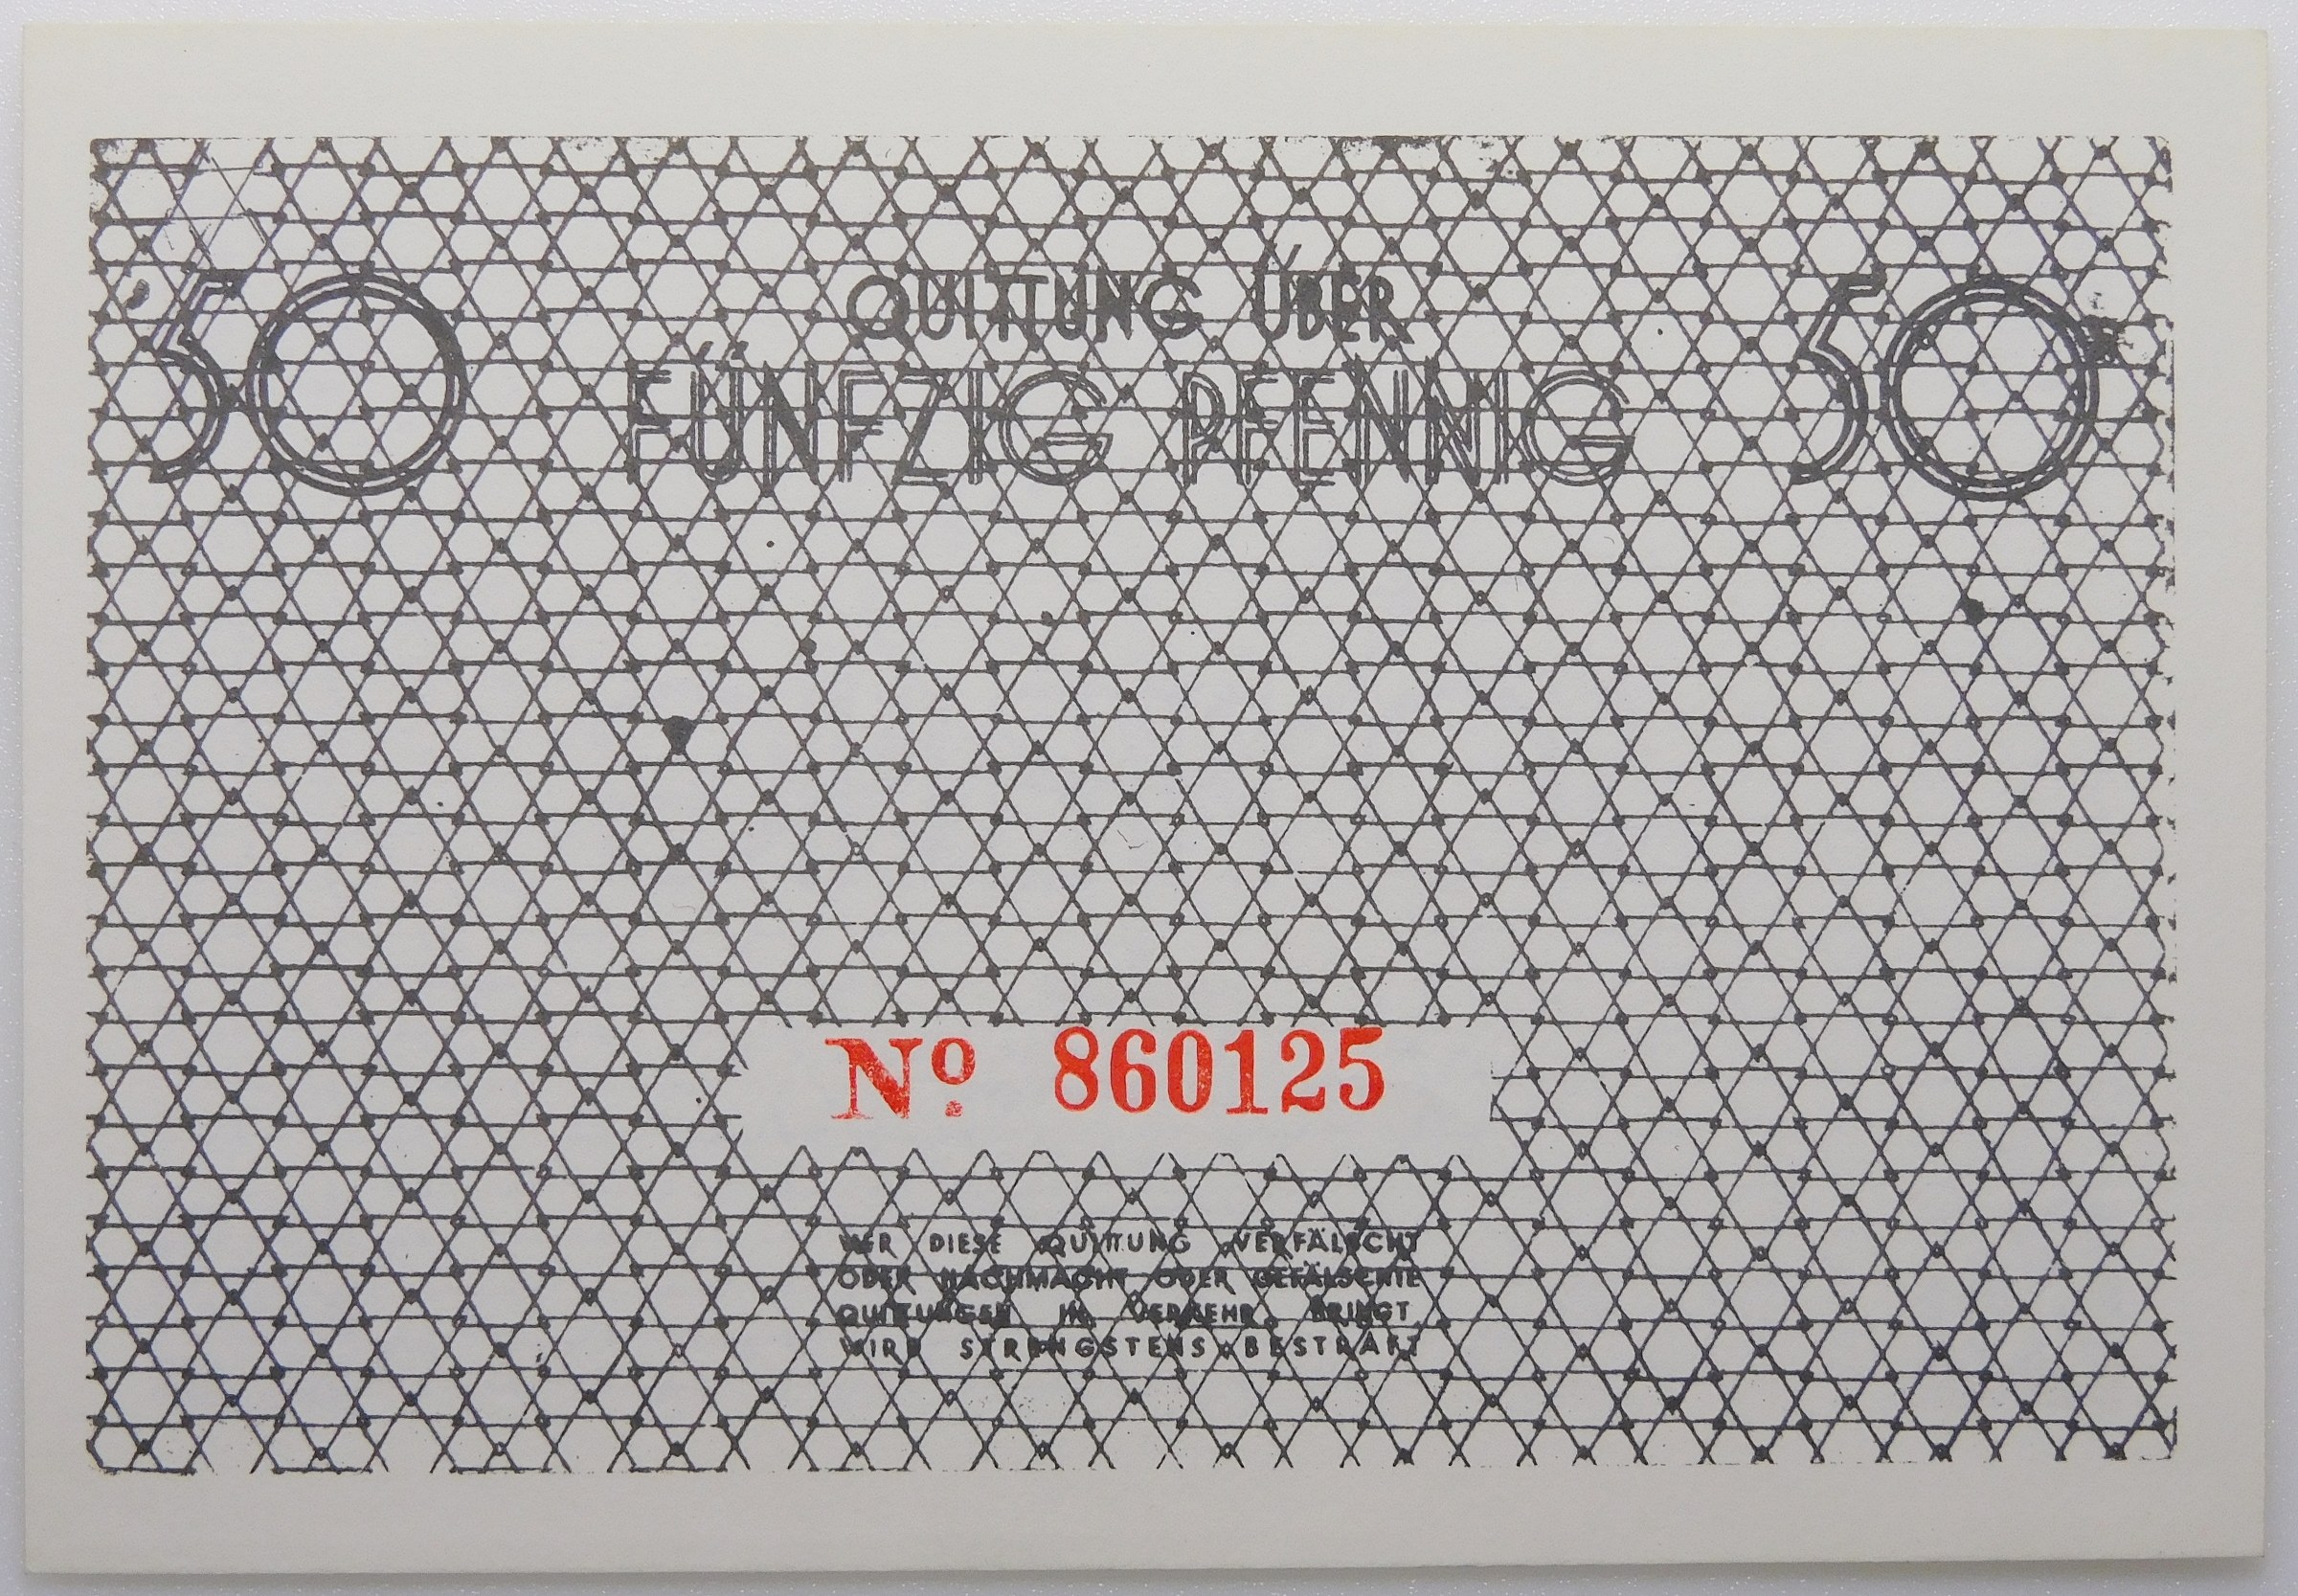 50 QUITTUNG ÜBER 50
FÜNFZIG PFENNIG
Nº 860125
WER DIESE QUITTUNG VERFÄLSCHT
ODER NACHMACHT ODER GEFÄLSCHTE
QUITTUNGEN IN VERKEHR BRINGT,
WIRD STRENGSTENS BESTRAFT